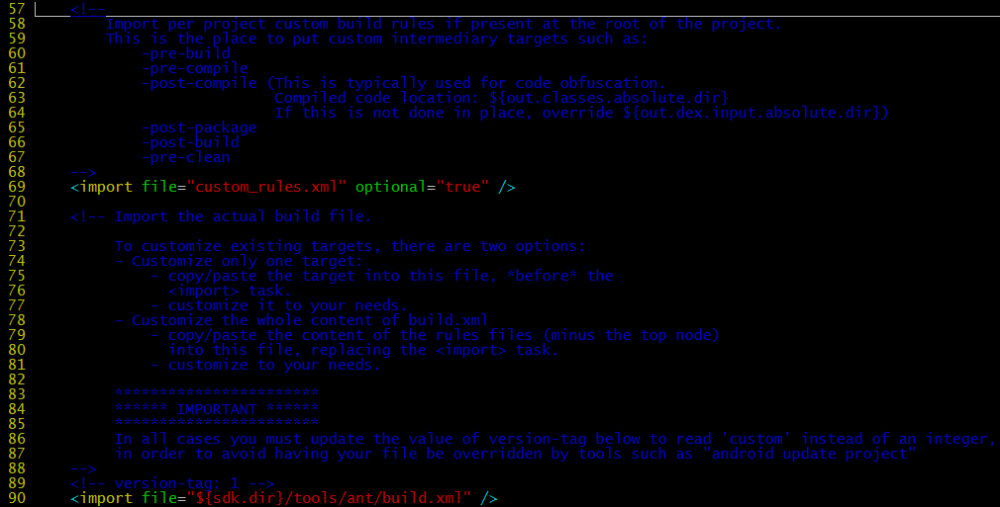 57 <!--
58 Import per project custom build rules if present at the root of the project.
59 This is the place to put custom intermediary targets such as:
60 -pre-build
61 -pre-compile
62 -post-compile (This is typically used for code obfuscation.
63 Compiled code location: ${out.classes.absolute.dir}
64 If this is not done in place, override ${out.dex.input.absolute.dir})
65 -post-package
66 -post-build
67 -pre-clean
68 -->
69 <import file="custom_rules.xml" optional="true" />
70
71 <!-- Import the actual build file.
72
73 To customize existing targets, there are two options:
74 - Customize only one target:
75 - copy/paste the target into this file, *before* the
76 <import> task.
77 - customize it to your needs.
78 - Customize the whole content of build.xml
79 - copy/paste the content of the rules files (minus the top node)
80 into this file, replacing the <import> task.
81 - customize to your needs.
82
83 ***********************
84 ****** IMPORTANT ******
85 ***********************
86 In all cases you must update the value of version-tag below to read 'custom' instead of an integer,
87 in order to avoid having your file be overridden by tools such as "android update project"
88 -->
89 <!-- version-tag: 1 -->
90 <import file="${sdk.dir}/tools/ant/build.xml" />